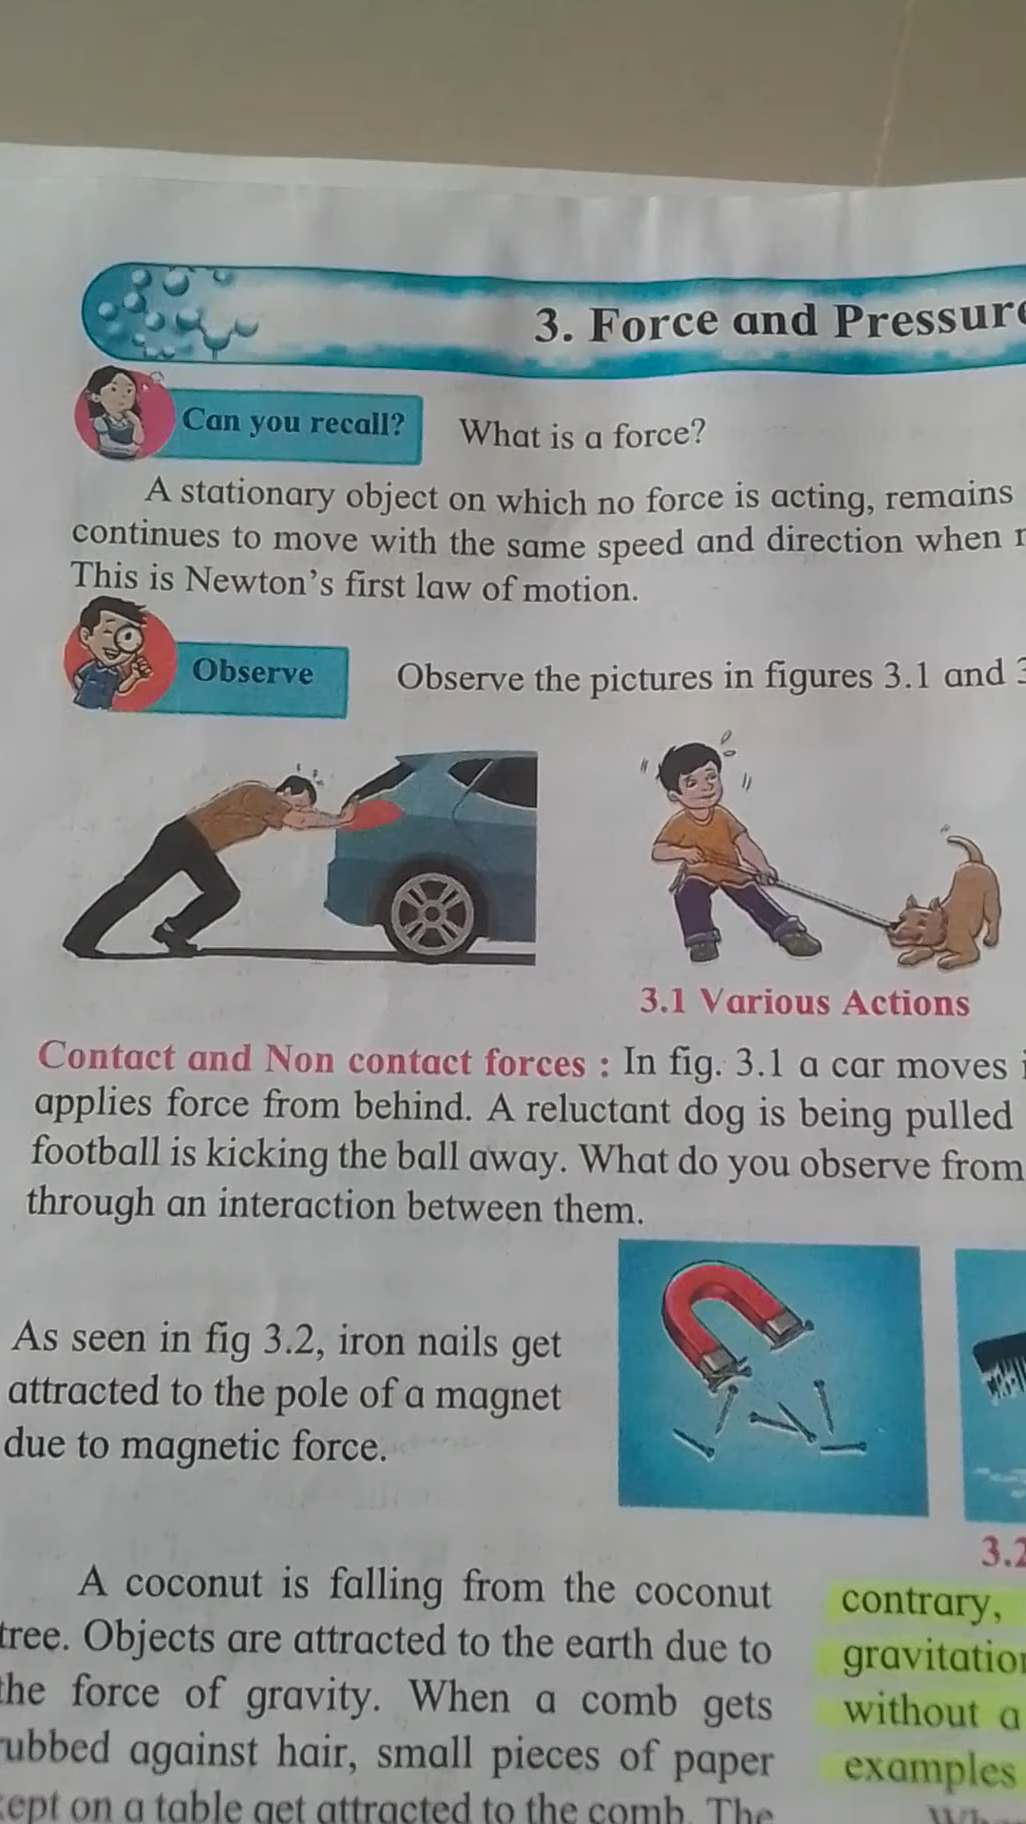 3. Force and Pressure
Can you recall?
What is a force?
A stationary object on which no force is acting, remains
continues to move with the same speed and direction when
This is Newton's first law of motion.
Observe
Observe the pictures in figures 3.1 and
3.1 Various Actions
Contact and Non contact forces : In fig. 3.1 a car moves
applies force from behind. A reluctant dog is being pulled
football is kicking the ball away. What do you observe from
through an interaction between them.
As seen in fig 3.2, iron nails get
attracted to the pole of a magnet
due to magnetic force.
3.2
A coconut is falling from the coconut
tree. Objects are attracted to the earth due to
the force of gravity. When a comb gets
rubbed against hair, small pieces of paper
kept on a table get attracted to the comb. The
contrary,
gravitation
without a
examples